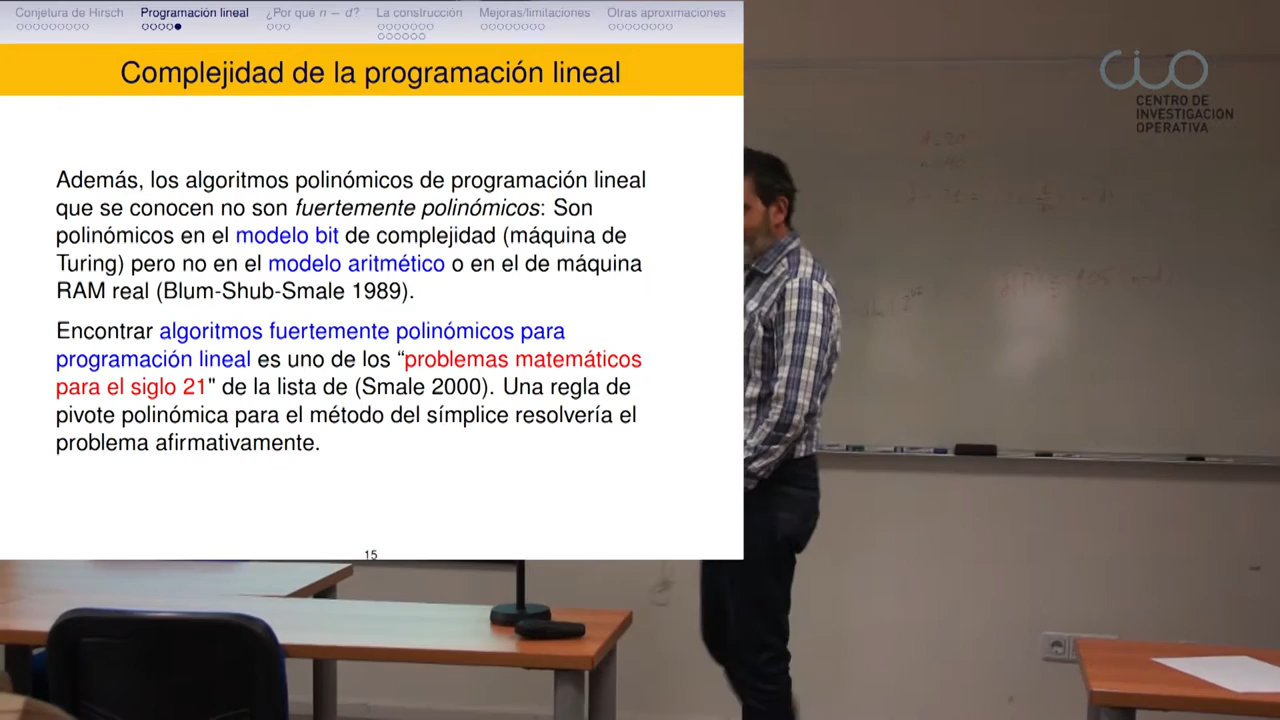 Conjetura de Hirsch Programación lineal ¿Por qué n − d? La construcción Mejoras/limitaciones Otras aproximaciones
Complejidad de la programación lineal
Además, los algoritmos polinómicos de programación lineal
que se conocen no son fuertemente polinómicos: Son
polinómicos en el modelo bit de complejidad (máquina de
Turing) pero no en el modelo aritmético o en el de máquina
RAM real (Blum-Shub-Smale 1989).
Encontrar algoritmos fuertemente polinómicos para
programación lineal es uno de los “problemas matemáticos
para el siglo 21" de la lista de (Smale 2000). Una regla de
pivote polinómica para el método del símplice resolvería el
problema afirmativamente.
15
CIO
CENTRO DE
INVESTIGACION
OPERATIVA